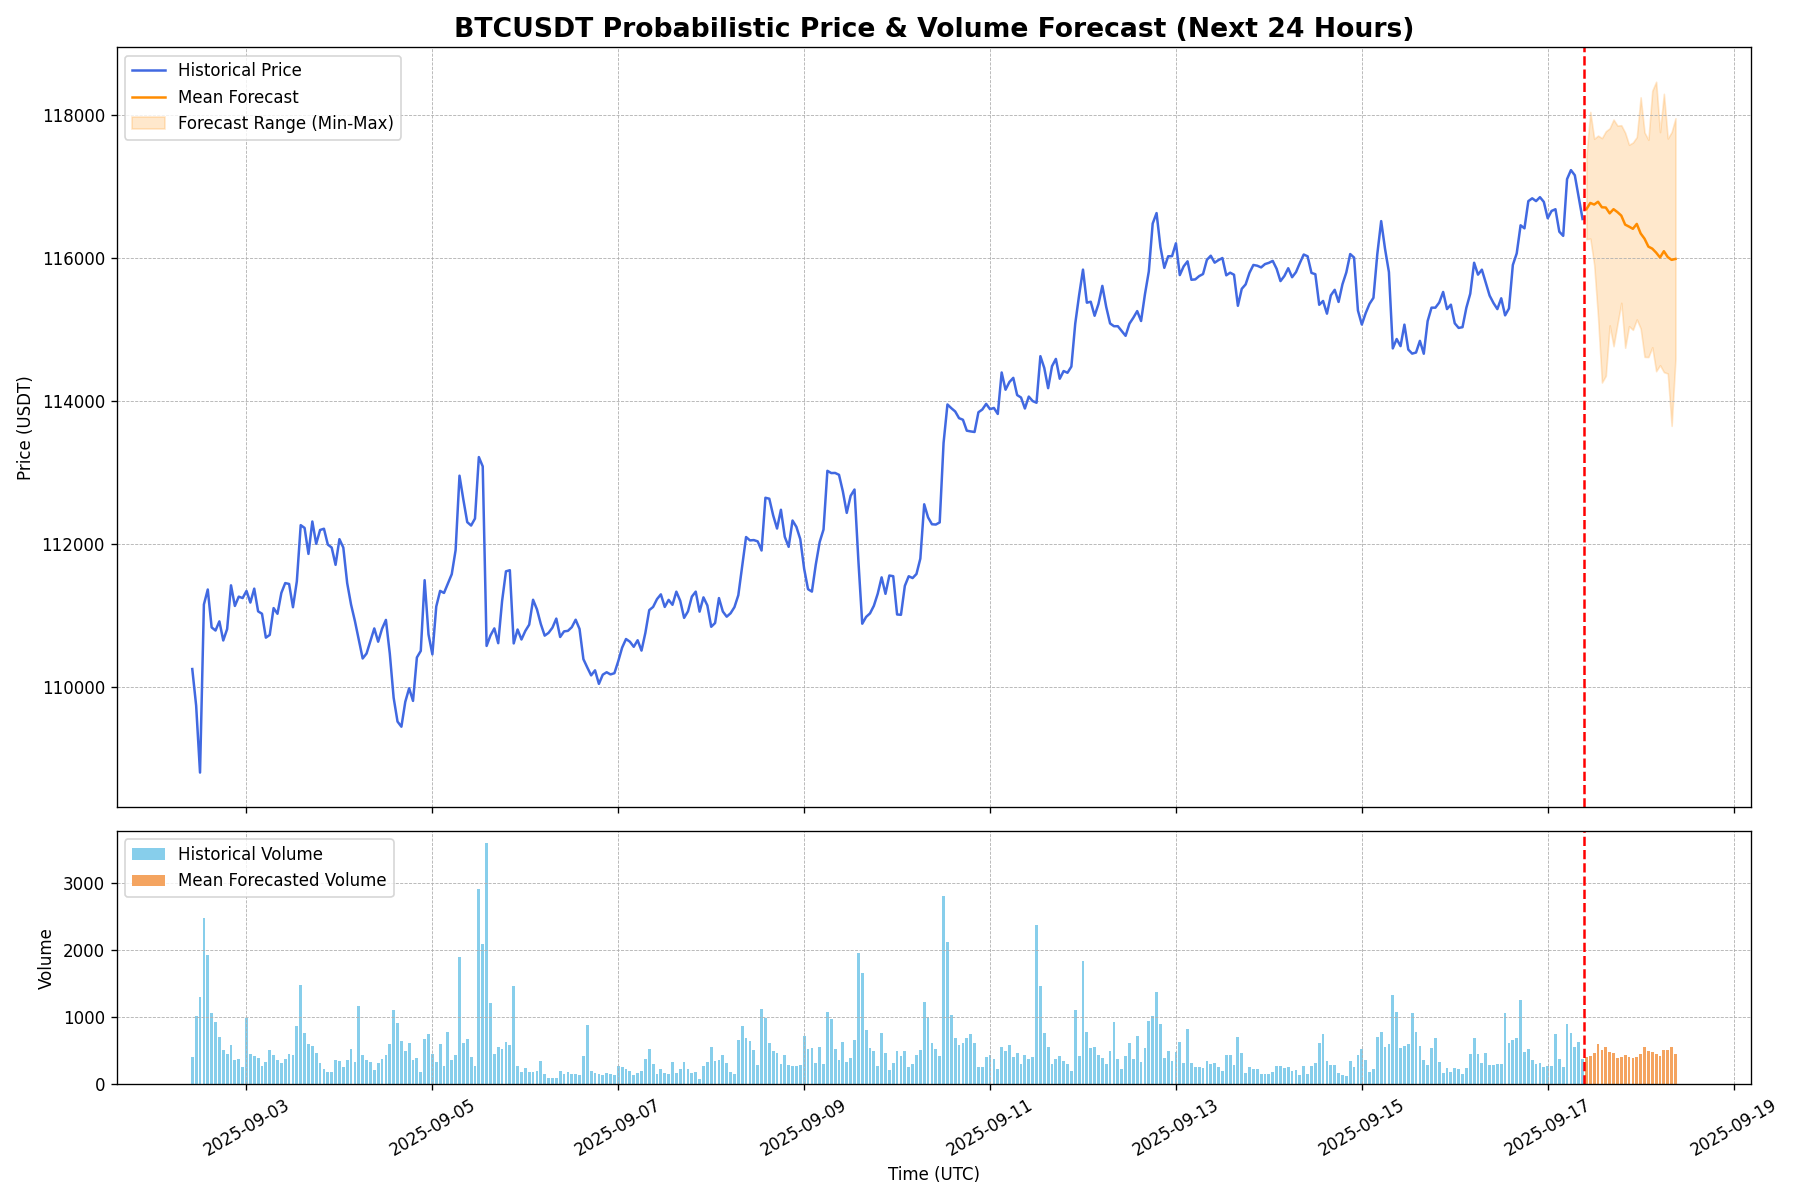 BTCUSDT Probabilistic Price & Volume Forecast (Next 24 Hours)
Historical Price
Mean Forecast
Forecast Range (Min-Max)
118000
116000
114000
112000
110000
Price (USDT)
Historical Volume
Mean Forecasted Volume
3000
2000
1000
0
Volume
2025-09-03
2025-09-05
2025-09-07
2025-09-09
2025-09-11
2025-09-13
2025-09-15
2025-09-17
2025-09-19
Time (UTC)